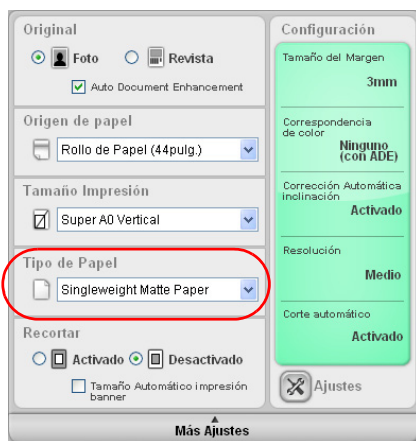 Original
Foto
Revista
Auto Document Enhancement
Origen de papel
Rollo de Papel (44pulg.)
Tamaño Impresión
Super A0 Vertical
Tipo de Papel
Singleweight Matte Paper
Recortar
Activado
Desactivado
Tamaño Automático impresión
banner
Configuración
Tamaño del Margen
3mm
Correspondencia
de color
Ninguno
(con ADE)
Corrección Automática
inclinación
Activado
Resolución
Medio
Corte automático
Activado
Ajustes
Más Ajustes